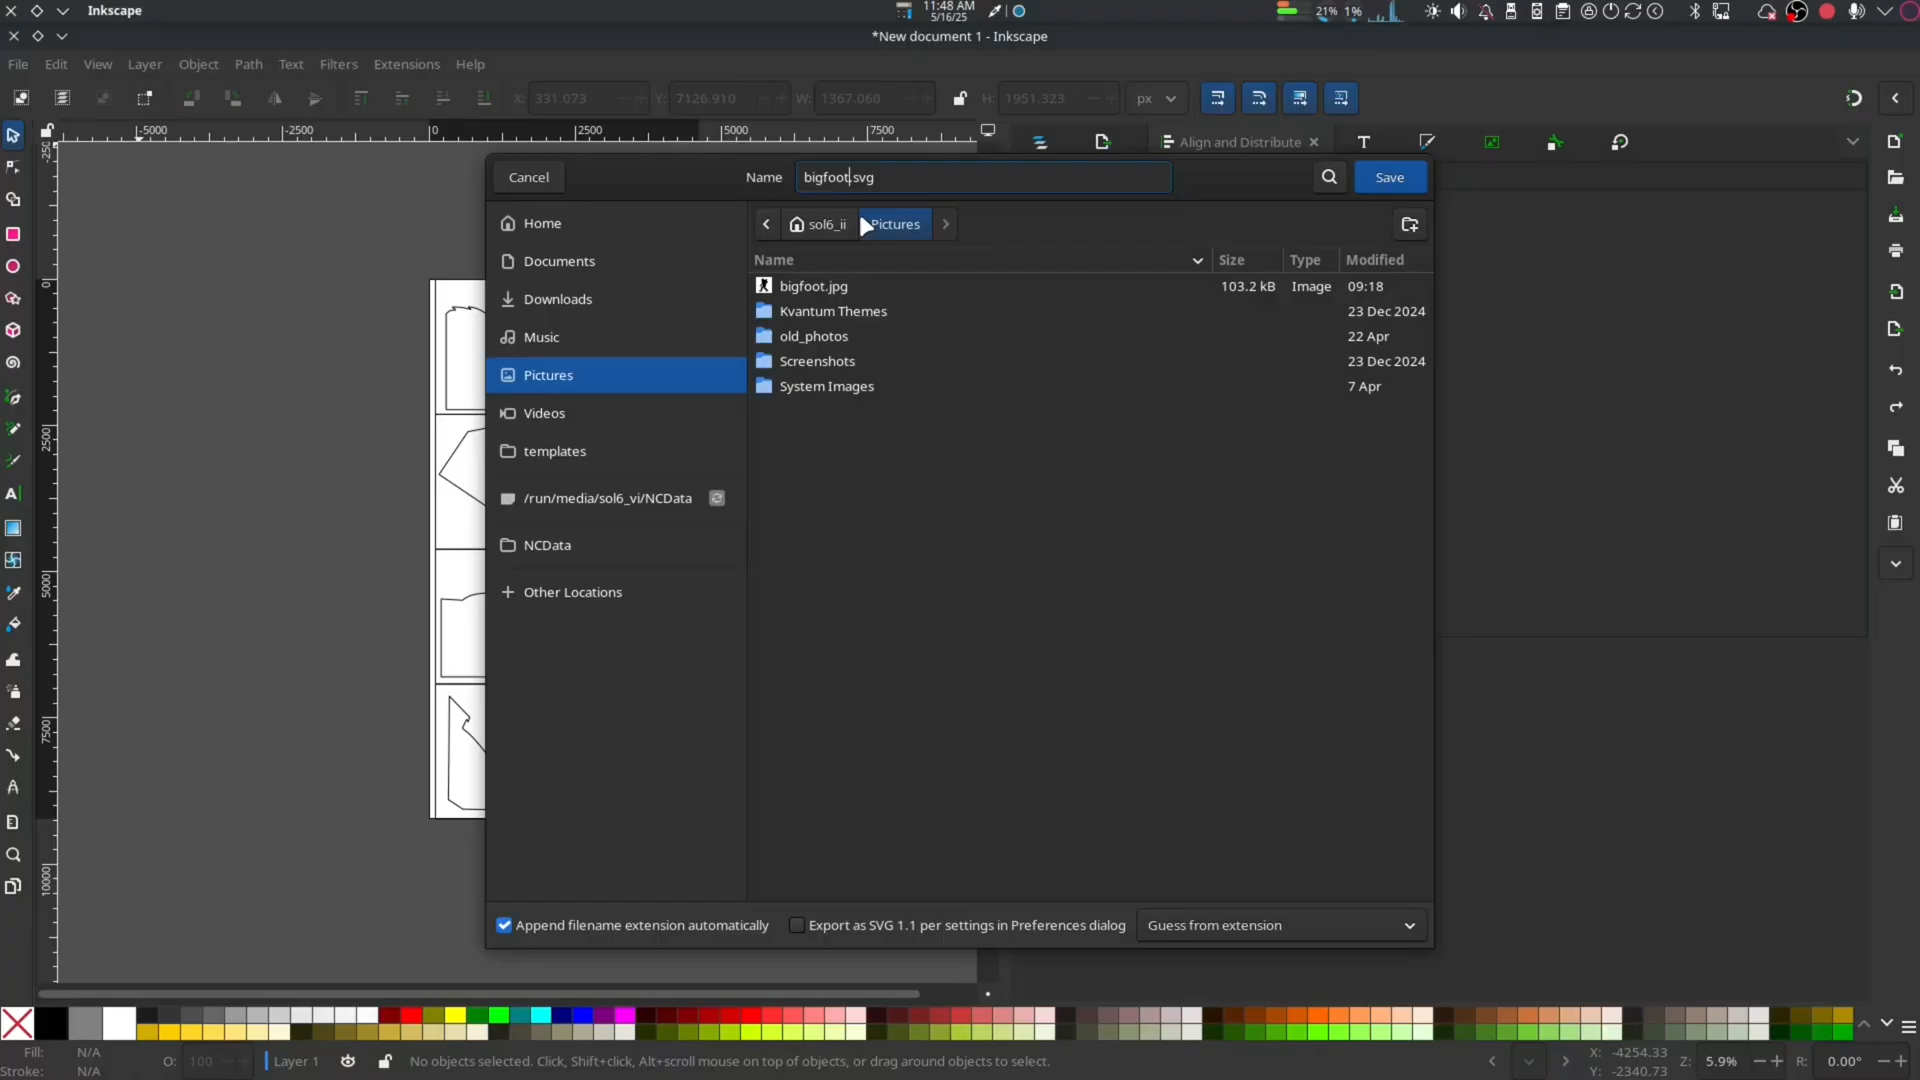 Inkscape
11:48 AM
5/16/25
21% 1%
*New document 1 - Inkscape
File Edit View Layer Object Path Text Filters Extensions Help
X: 331.073 Y: 7126.910 W: 1367.060 H: 1951.323 px
-5000 -2500 0 2500 5000 7500
Align and Distribute
Cancel Name bigfoot.svg Save
sol6_ii Pictures
Name Size Type Modified
bigfoot.jpg 103.2 kB Image 09:18
Kvantum Themes 23 Dec 2024
old_photos 22 Apr
Screenshots 23 Dec 2024
System Images 7 Apr
Home
Documents
Downloads
Music
Pictures
Videos
templates
/run/media/sol6_vi/NCData
NCData
Other Locations
-250
0
2500
5000
7500
10000
Append filename extension automatically Export as SVG 1.1 per settings in Preferences dialog Guess from extension
Fill: N/A
Stroke: N/A
O: 100 Layer 1 No objects selected. Click, Shift+click, Alt+scroll mouse on top of objects, or drag around objects to select.
X: -4254.33
Y: -2340.73
Z: 5.9% R: 0.00°